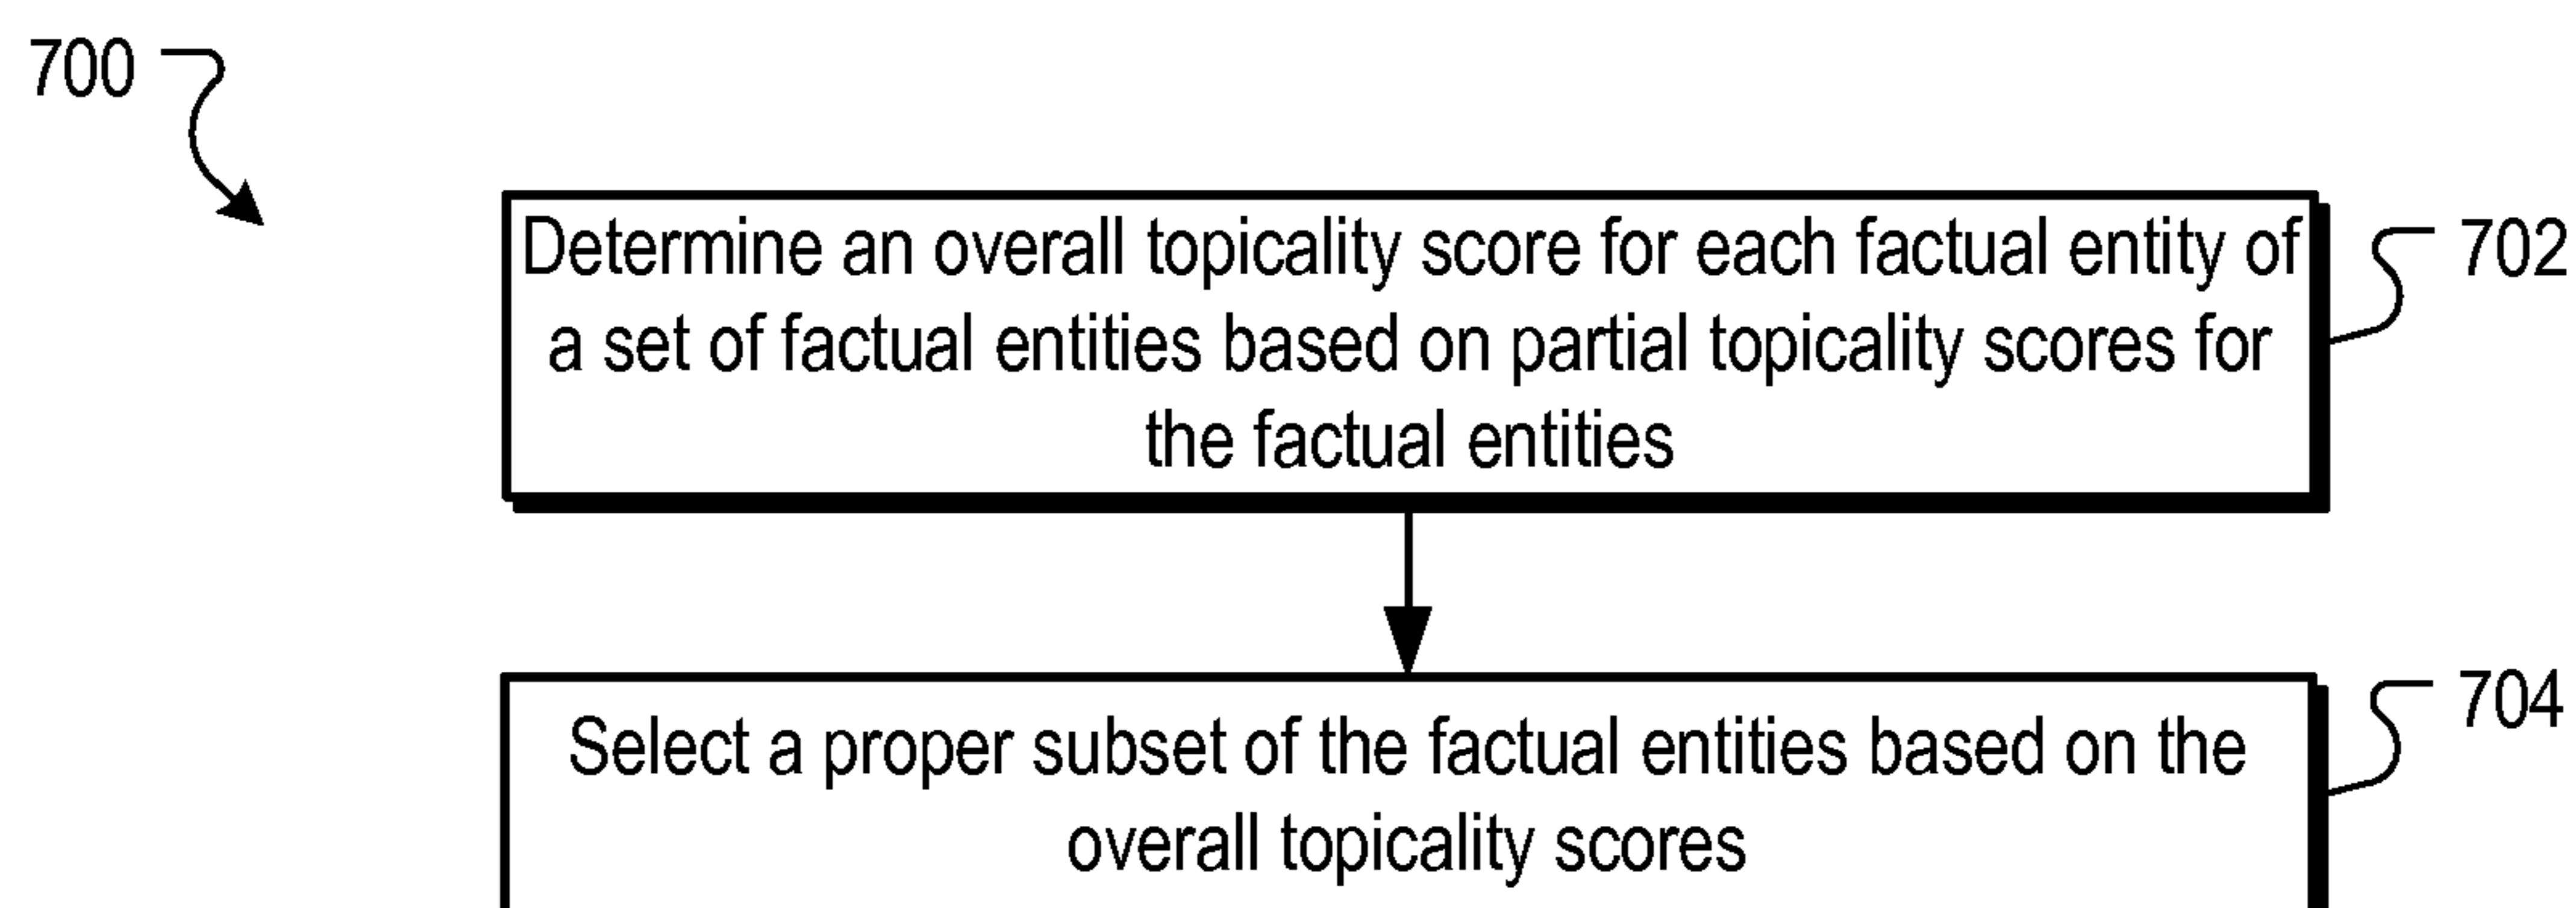 700
Determine an overall topicality score for each factual entity of
702
a set of factual entities based on partial topicality scores for
the factual entities
704
Select a proper subset of the factual entities based on the
overall topicality scores